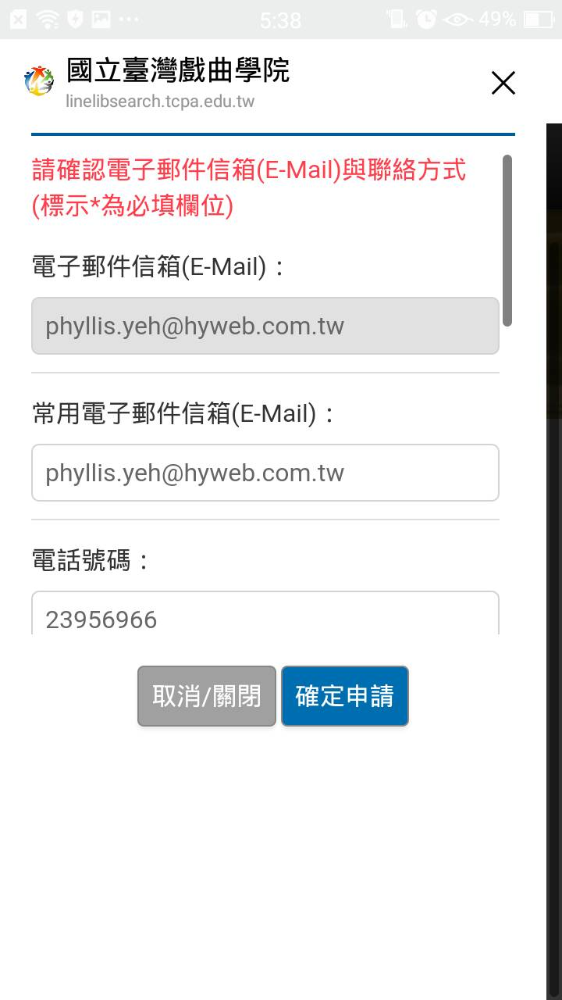 5:38
49%
國立臺灣戲曲學院
linelibsearch.tcpa.edu.tw
請確認電子郵件信箱(E-Mail)與聯絡方式
(標示*為必填欄位)
電子郵件信箱(E-Mail)：
phyllis.yeh@hyweb.com.tw
常用電子郵件信箱(E-Mail)：
phyllis.yeh@hyweb.com.tw
電話號碼：
23956966
取消/關閉 確定申請